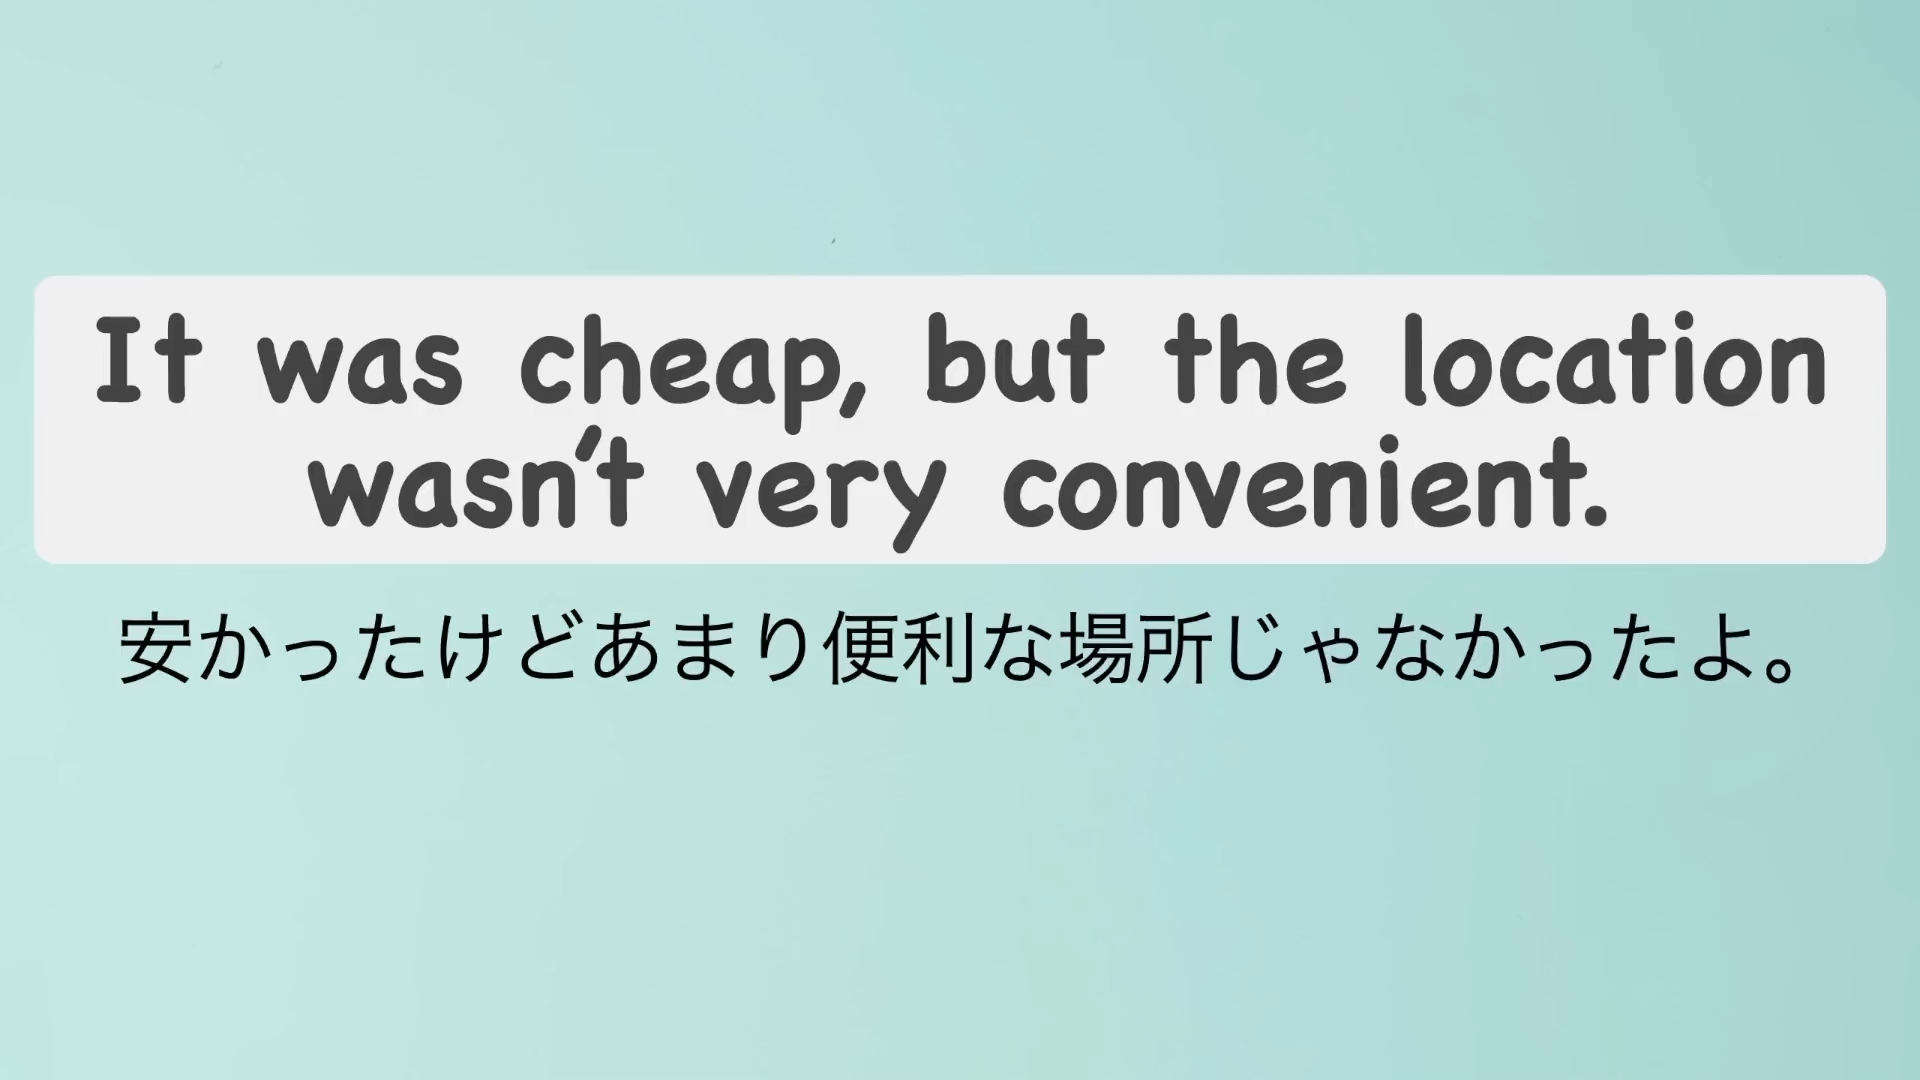 It was cheap, but the location
wasn't very convenient.
安かったけどあまり便利な場所じゃなかったよ。